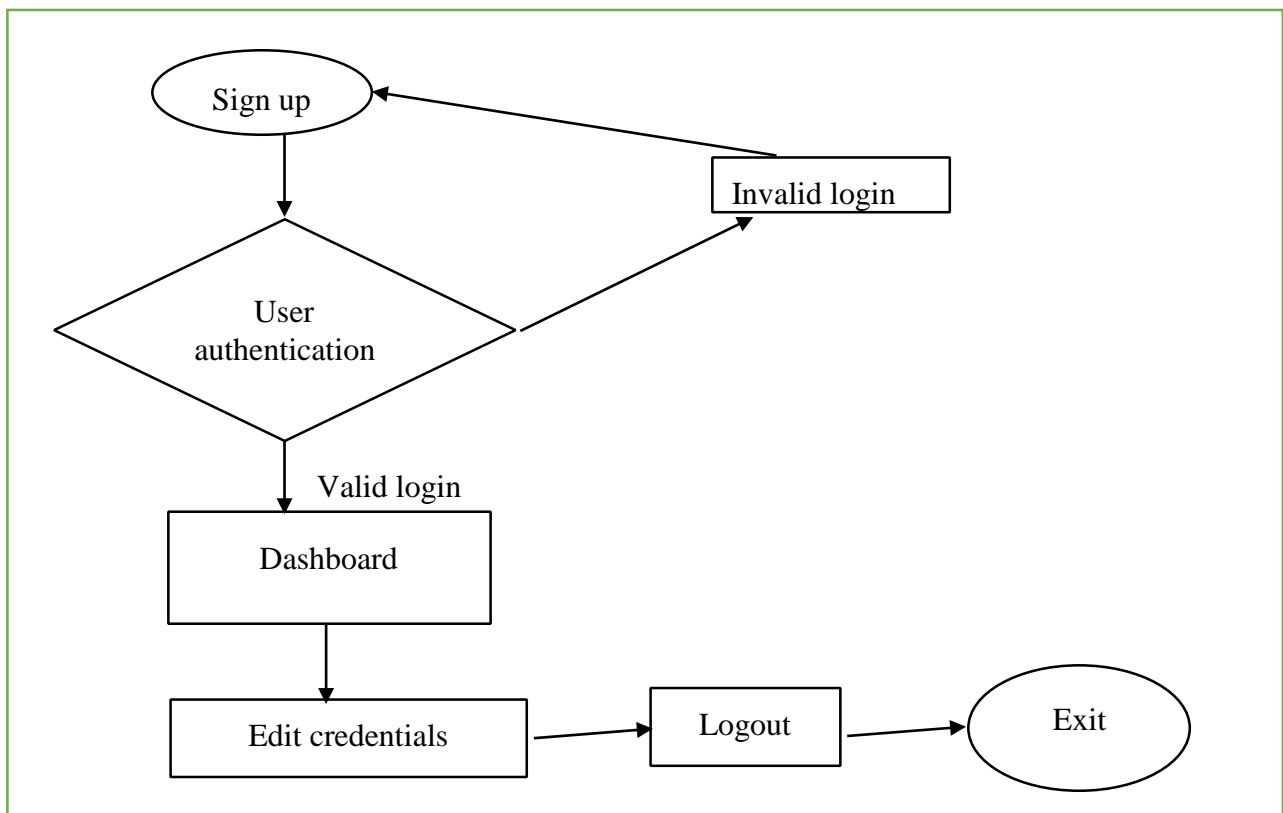 Sign up
Invalid login
User
authentication
Valid login
Dashboard
Edit credentials
Logout
Exit